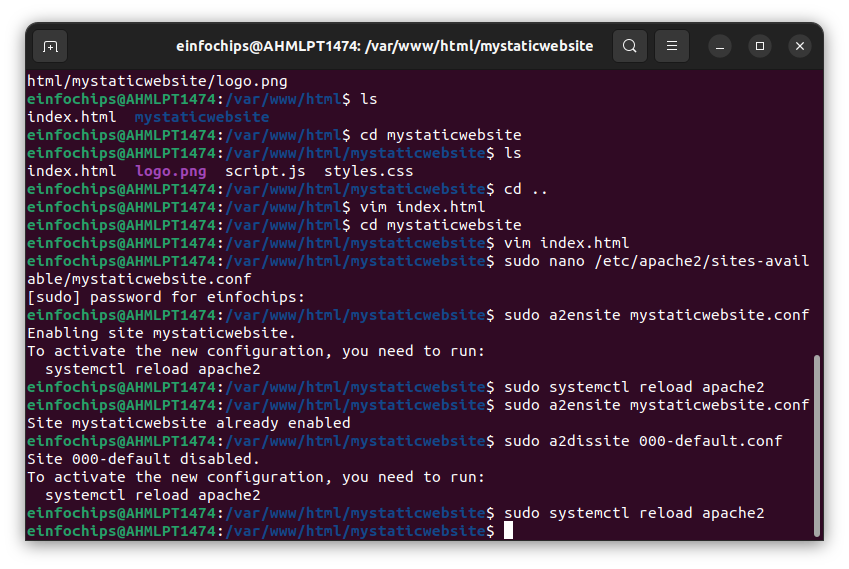 einfochips@AHMLPT1474: /var/www/html/mystaticwebsite
html/mystaticwebsite/logo.png
einfochips@AHMLPT1474:/var/www/html$ ls
index.html  mystaticwebsite
einfochips@AHMLPT1474:/var/www/html$ cd mystaticwebsite
einfochips@AHMLPT1474:/var/www/html/mystaticwebsite$ ls
index.html  logo.png  script.js  styles.css
einfochips@AHMLPT1474:/var/www/html/mystaticwebsite$ cd ..
einfochips@AHMLPT1474:/var/www/html$ vim index.html
einfochips@AHMLPT1474:/var/www/html$ cd mystaticwebsite
einfochips@AHMLPT1474:/var/www/html/mystaticwebsite$ vim index.html
einfochips@AHMLPT1474:/var/www/html/mystaticwebsite$ sudo nano /etc/apache2/sites-avail
able/mystaticwebsite.conf
[sudo] password for einfochips:
einfochips@AHMLPT1474:/var/www/html/mystaticwebsite$ sudo a2ensite mystaticwebsite.conf
Enabling site mystaticwebsite.
To activate the new configuration, you need to run:
  systemctl reload apache2
einfochips@AHMLPT1474:/var/www/html/mystaticwebsite$ sudo systemctl reload apache2
einfochips@AHMLPT1474:/var/www/html/mystaticwebsite$ sudo a2ensite mystaticwebsite.conf
Site mystaticwebsite already enabled
einfochips@AHMLPT1474:/var/www/html/mystaticwebsite$ sudo a2dissite 000-default.conf
Site 000-default disabled.
To activate the new configuration, you need to run:
  systemctl reload apache2
einfochips@AHMLPT1474:/var/www/html/mystaticwebsite$ sudo systemctl reload apache2
einfochips@AHMLPT1474:/var/www/html/mystaticwebsite$